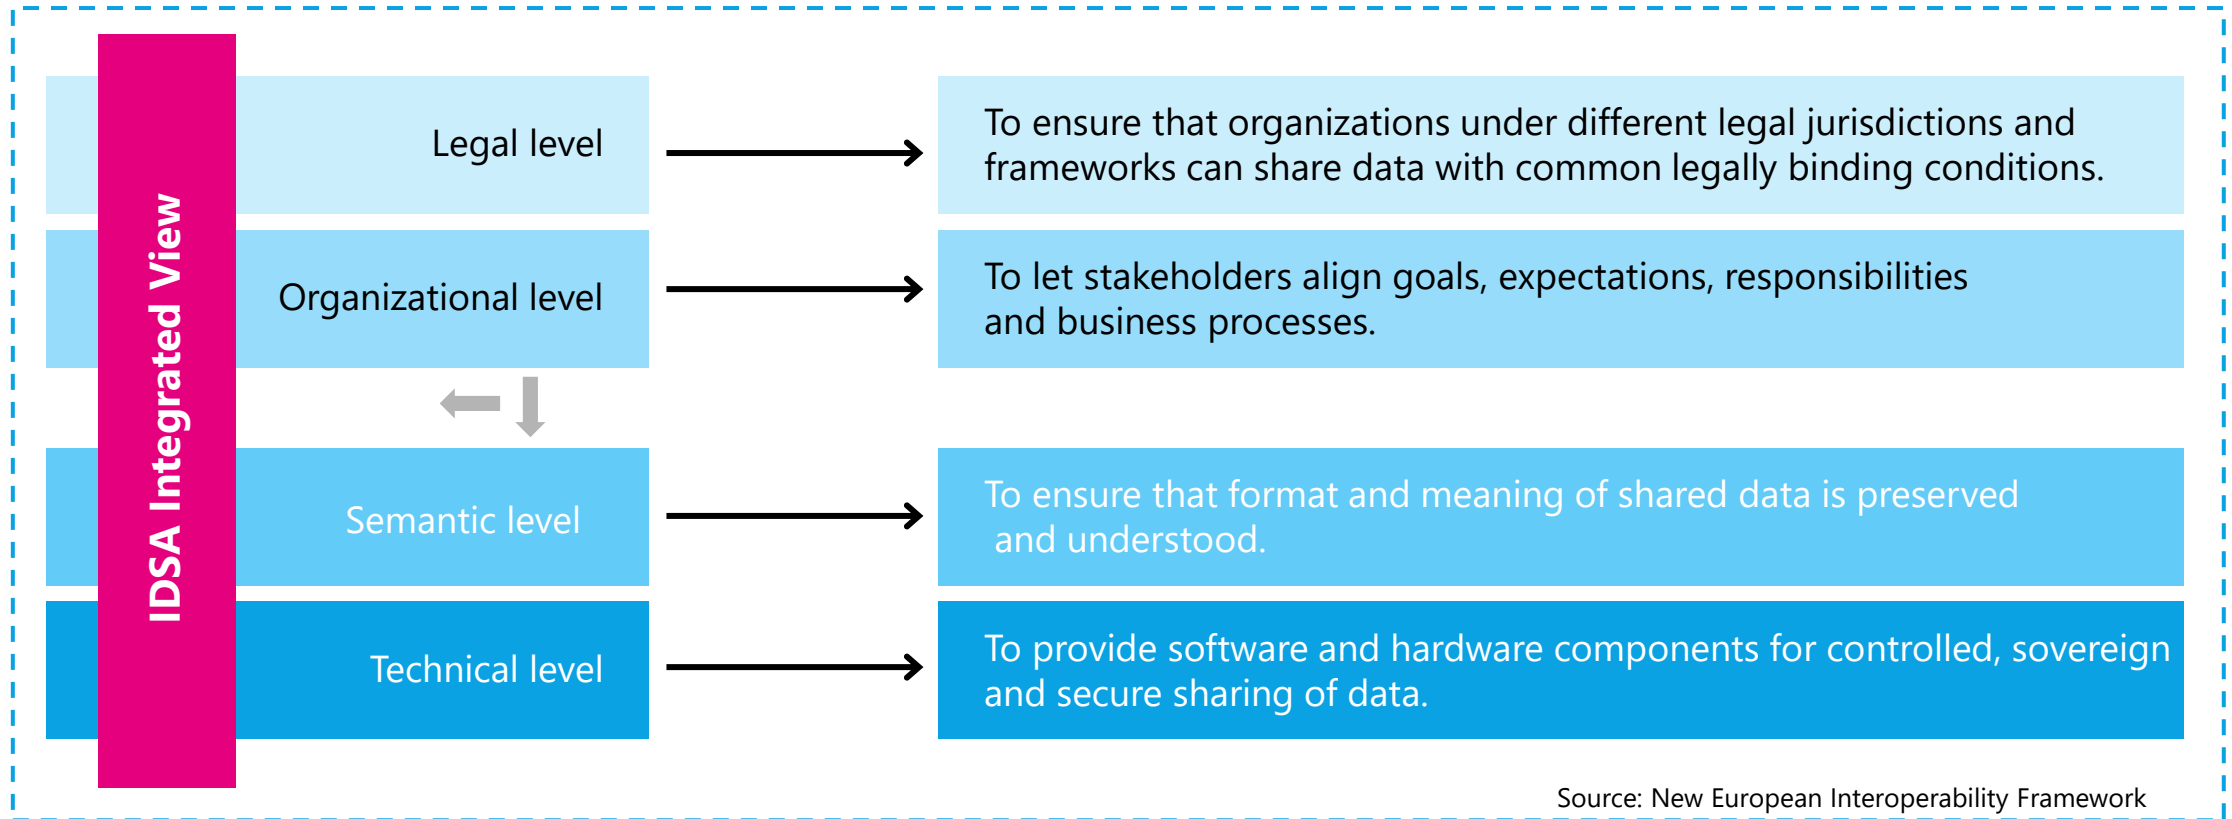 IDSA Integrated View
Legal level
To ensure that organizations under different legal jurisdictions and
frameworks can share data with common legally binding conditions.
Organizational level
To let stakeholders align goals, expectations, responsibilities
and business processes.
Semantic level
To ensure that format and meaning of shared data is preserved
and understood.
Technical level
To provide software and hardware components for controlled, sovereign
and secure sharing of data.
Source: New European Interoperability Framework